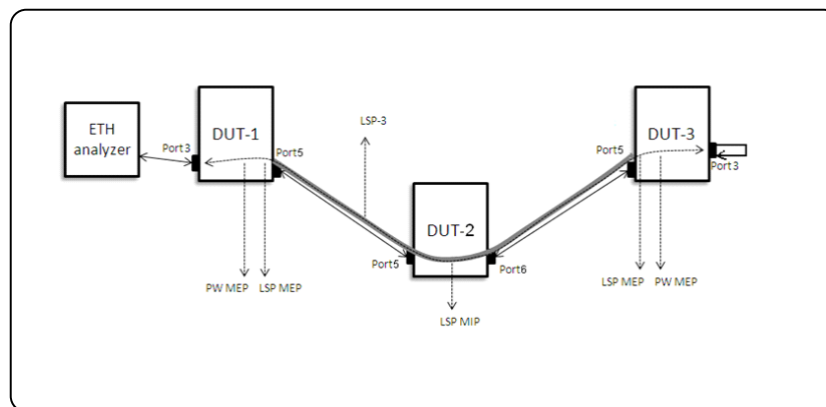 ETH
analyzer
Port3
DUT-1
Port5
LSP-3
PW MEP
LSP MEP
Port5
DUT-2
Port6
LSP MIP
Port5
DUT-3
Port3
LSP MEP
PW MEP